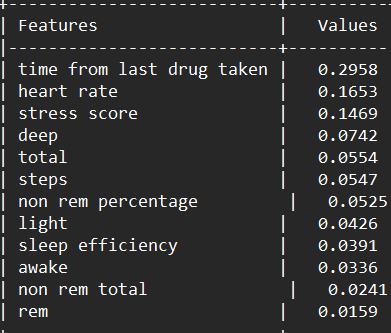 | Features | Values
| time from last drug taken | 0.2958
| heart rate | 0.1653
| stress score | 0.1469
| deep | 0.0742
| total | 0.0554
| steps | 0.0547
| non rem percentage | 0.0525
| light | 0.0426
| sleep efficiency | 0.0391
| awake | 0.0336
| non rem total | 0.0241
| rem | 0.0159